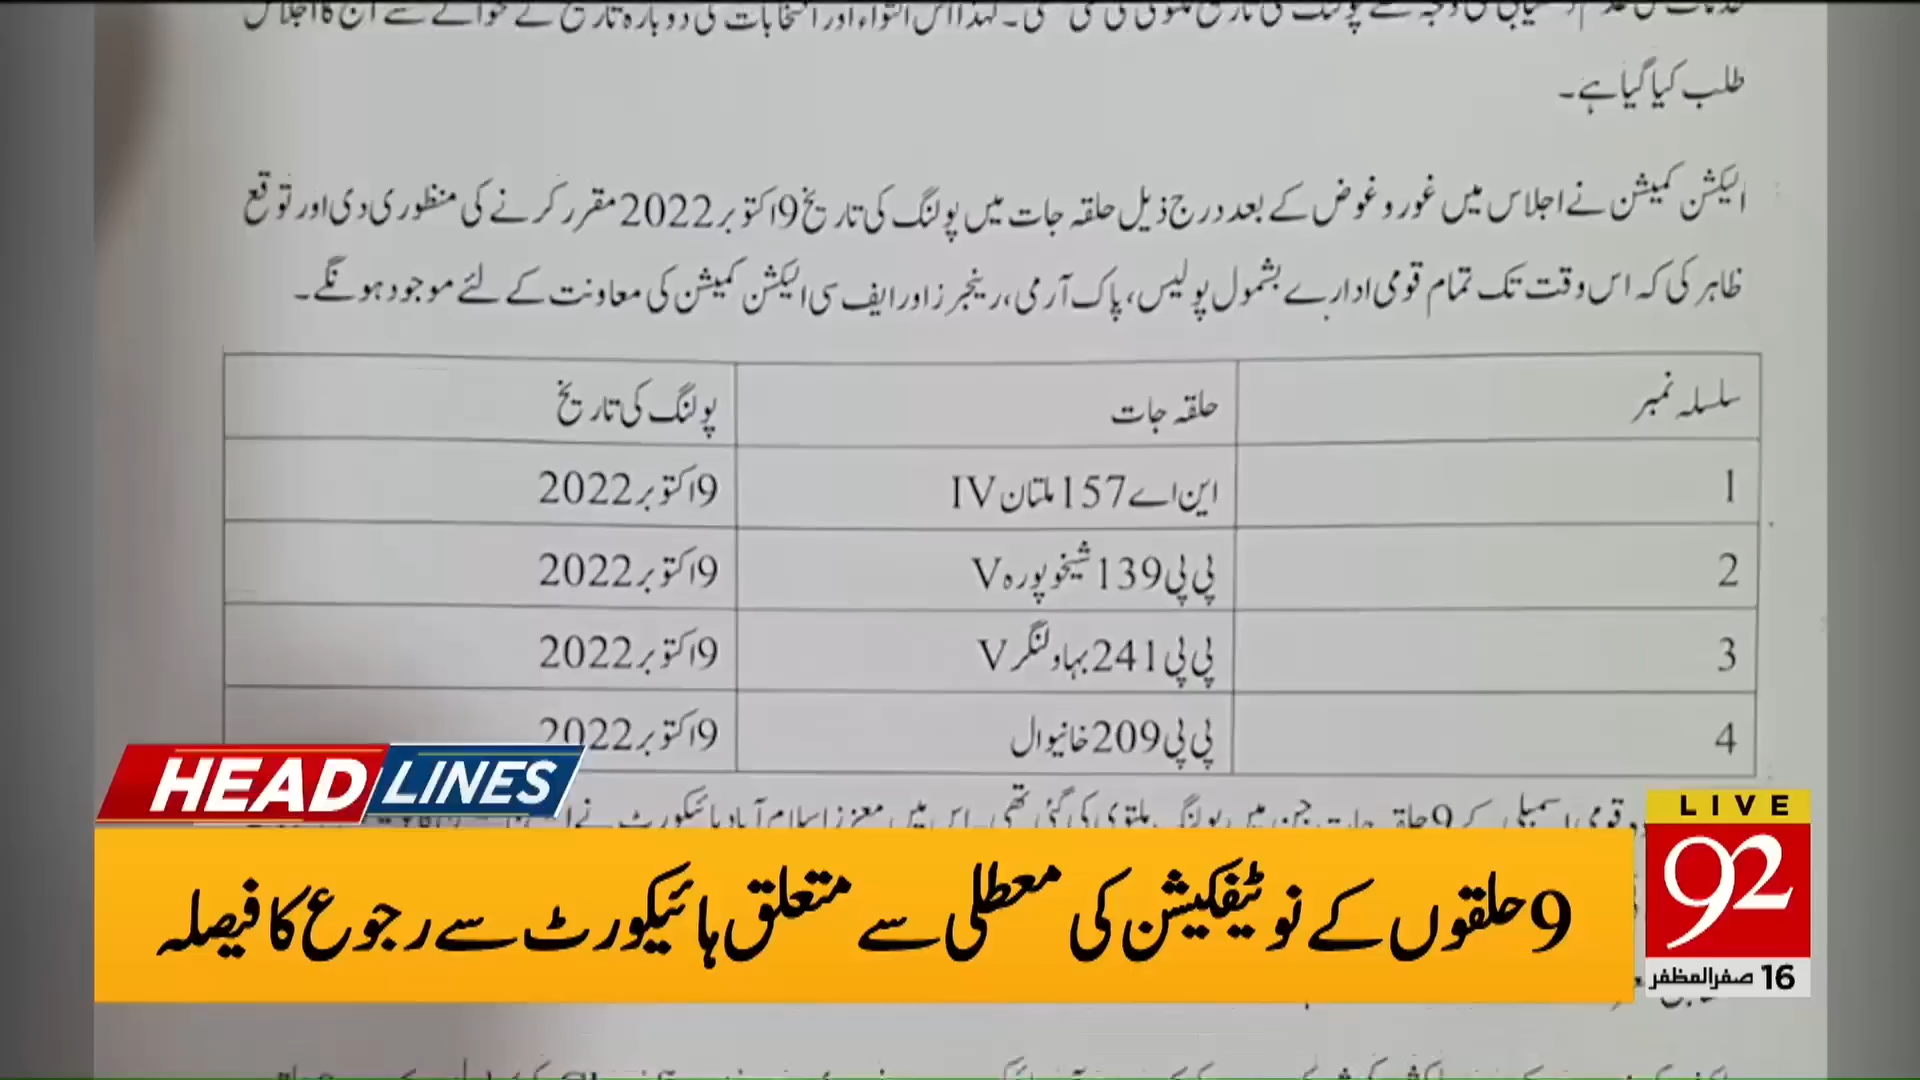 طلب کیا گیا ہے۔
الیکشن کمیشن نے اجلاس میں غور و غوض کے بعد درج ذیل حلقہ جات میں پولنگ کی تاریخ 9 اکتوبر 2022 مقرر کرنے کی منظوری دی اور توقع
ظاہر کی کہ اس وقت تک تمام قومی ادارے بشمول پولیس، پاک آرمی، رینجرز اور ایف سی الیکشن کمیشن کی معاونت کے لئے موجود ہونگے۔
سلسلہ نمبر حلقہ جات پولنگ کی تاریخ
1 این اے 157 ملتان IV 9 اکتوبر 2022
2 پی پی 139 شیخوپورہ V 9 اکتوبر 2022
3 پی پی 241 بہاولنگر V 9 اکتوبر 2022
4 پی پی 209 خانیوال 9 اکتوبر 2022
HEADLINES
9 حلقوں کے نوٹیفکیشن کی معطلی سے متعلق ہائیکورٹ سے رجوع کا فیصلہ
LIVE
92
16 صفر المظفر